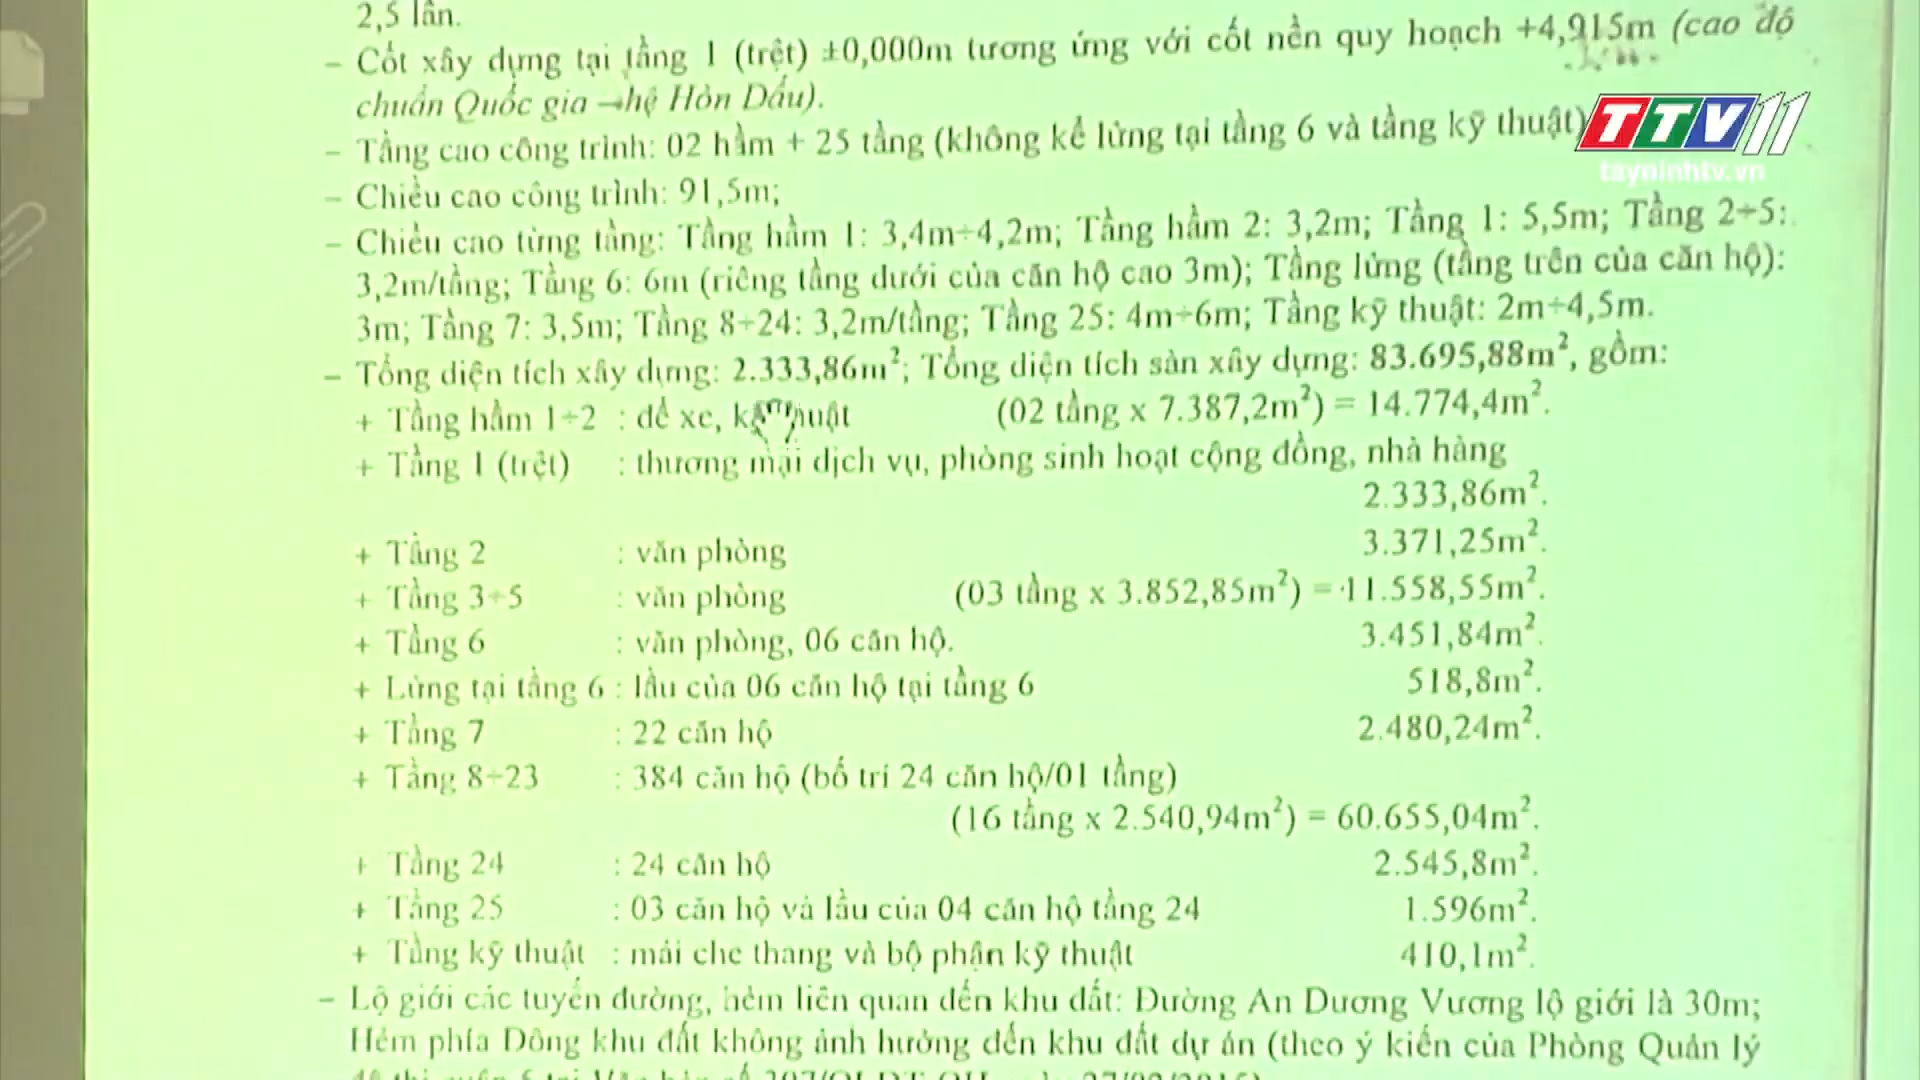 2,5 lần.
– Cốt xây dựng tại tầng 1 (trệt) ±0,000m tương ứng với cốt nền quy hoạch +4,915m (cao độ
chuẩn Quốc gia – hệ Hòn Dấu).
– Tầng cao công trình: 02 hầm + 25 tầng (không kể lửng tại tầng 6 và tầng kỹ thuật)
TTV11
tayninhtv.vn
– Chiều cao công trình: 91,5m;
– Chiều cao từng tầng: Tầng hầm 1: 3,4m÷4,2m; Tầng hầm 2: 3,2m; Tầng 1: 5,5m; Tầng 2÷5:
3,2m/tầng; Tầng 6: 6m (riêng tầng dưới của căn hộ cao 3m); Tầng lửng (tầng trên của căn hộ):
3m; Tầng 7: 3,5m; Tầng 8÷24: 3,2m/tầng; Tầng 25: 4m÷6m; Tầng kỹ thuật: 2m÷4,5m.
– Tổng diện tích xây dựng: 2.333,86m²; Tổng diện tích sàn xây dựng: 83.695,88m², gồm:
+ Tầng hầm 1÷2 : để xe, kỹ thuật (02 tầng x 7.387,2m²) = 14.774,4m².
+ Tầng 1 (trệt) : thương mại dịch vụ, phòng sinh hoạt cộng đồng, nhà hàng
2.333,86m².
+ Tầng 2 : văn phòng 3.371,25m².
+ Tầng 3÷5 : văn phòng (03 tầng x 3.852,85m²) = 11.558,55m².
+ Tầng 6 : văn phòng, 06 căn hộ. 3.451,84m².
+ Lửng tại tầng 6 : lầu của 06 căn hộ tại tầng 6 518,8m².
+ Tầng 7 : 22 căn hộ 2.480,24m².
+ Tầng 8÷23 : 384 căn hộ (bố trí 24 căn hộ/01 tầng)
(16 tầng x 2.540,94m²) = 60.655,04m².
+ Tầng 24 : 24 căn hộ 2.545,8m².
+ Tầng 25 : 03 căn hộ và lầu của 04 căn hộ tầng 24 1.596m².
+ Tầng kỹ thuật : mái che thang và bộ phận kỹ thuật 410,1m².
– Lộ giới các tuyến đường, hẻm liên quan đến khu đất: Đường An Dương Vương lộ giới là 30m;
Hẻm phía Đông khu đất không ảnh hưởng đến khu đất dự án (theo ý kiến của Phòng Quản lý